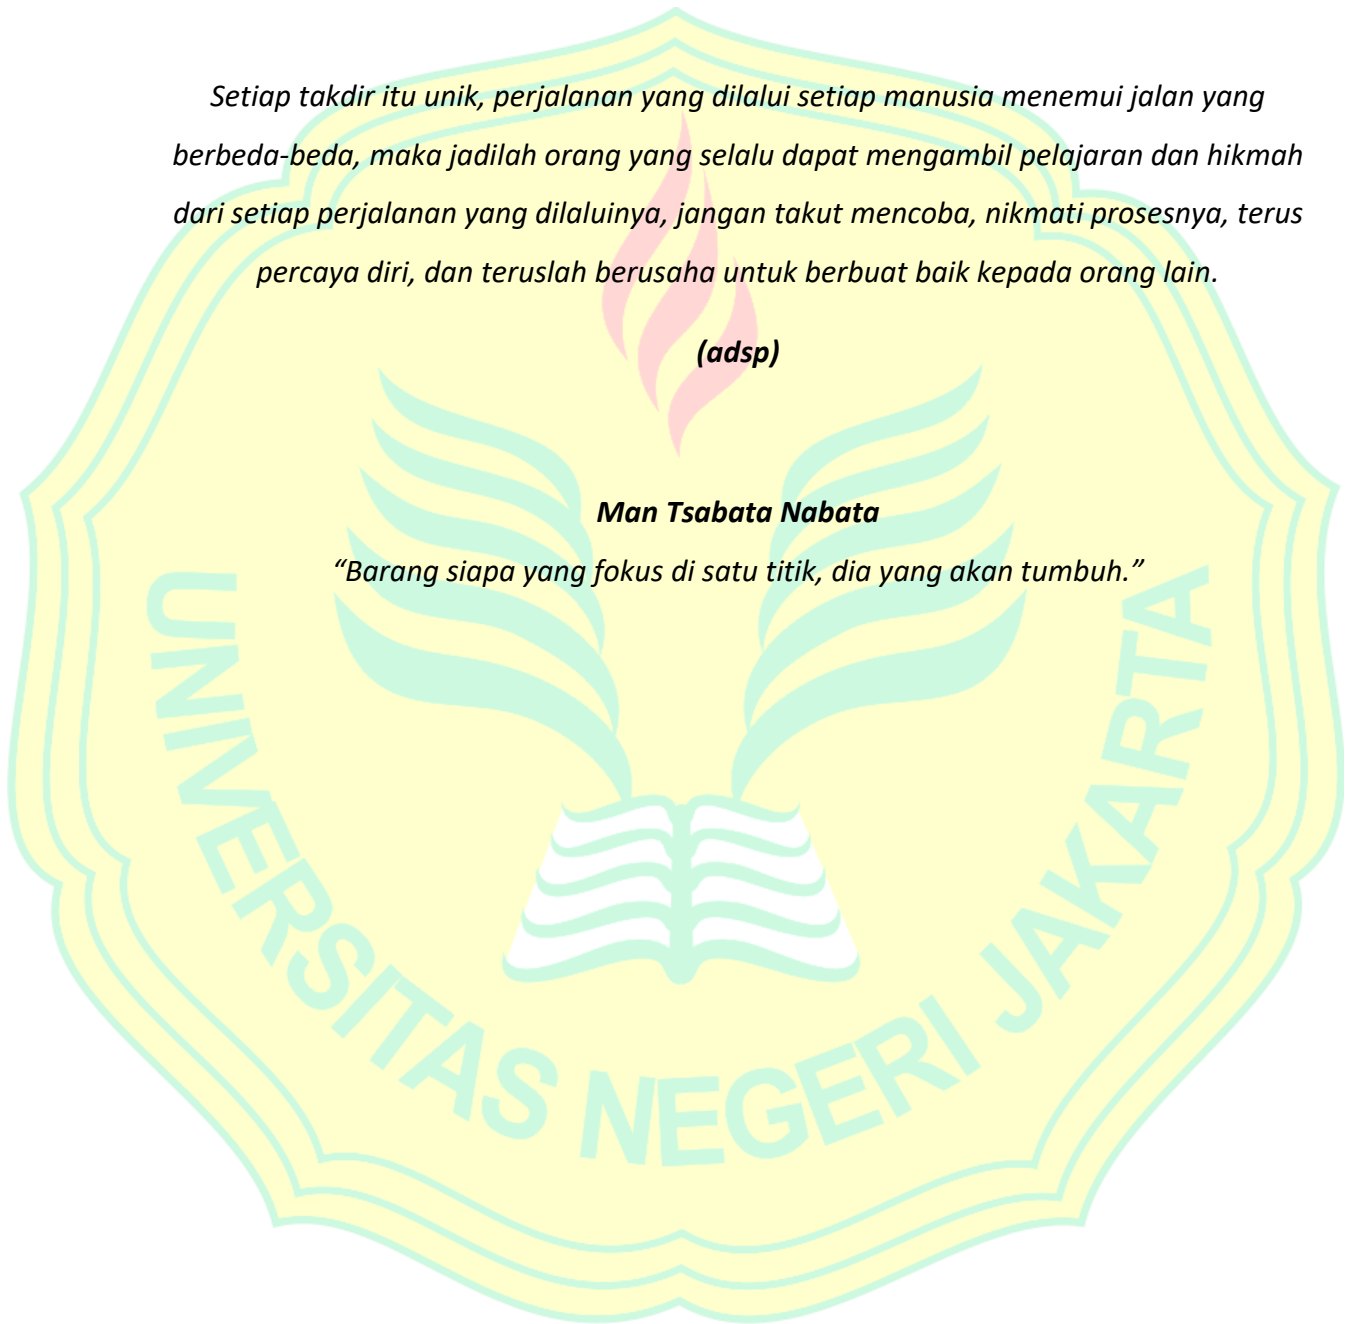 Setiap takdir itu unik, perjalanan yang dilalui setiap manusia menemui jalan yang
berbeda-beda, maka jadilah orang yang selalu dapat mengambil pelajaran dan hikmah
dari setiap perjalanan yang dilaluinya, jangan takut mencoba, nikmati prosesnya, terus
percaya diri, dan teruslah berusaha untuk berbuat baik kepada orang lain.
(adsp)
Man Tsabata Nabata
“Barang siapa yang fokus di satu titik, dia yang akan tumbuh.”
UNIVERSITAS NEGERI JAKARTA